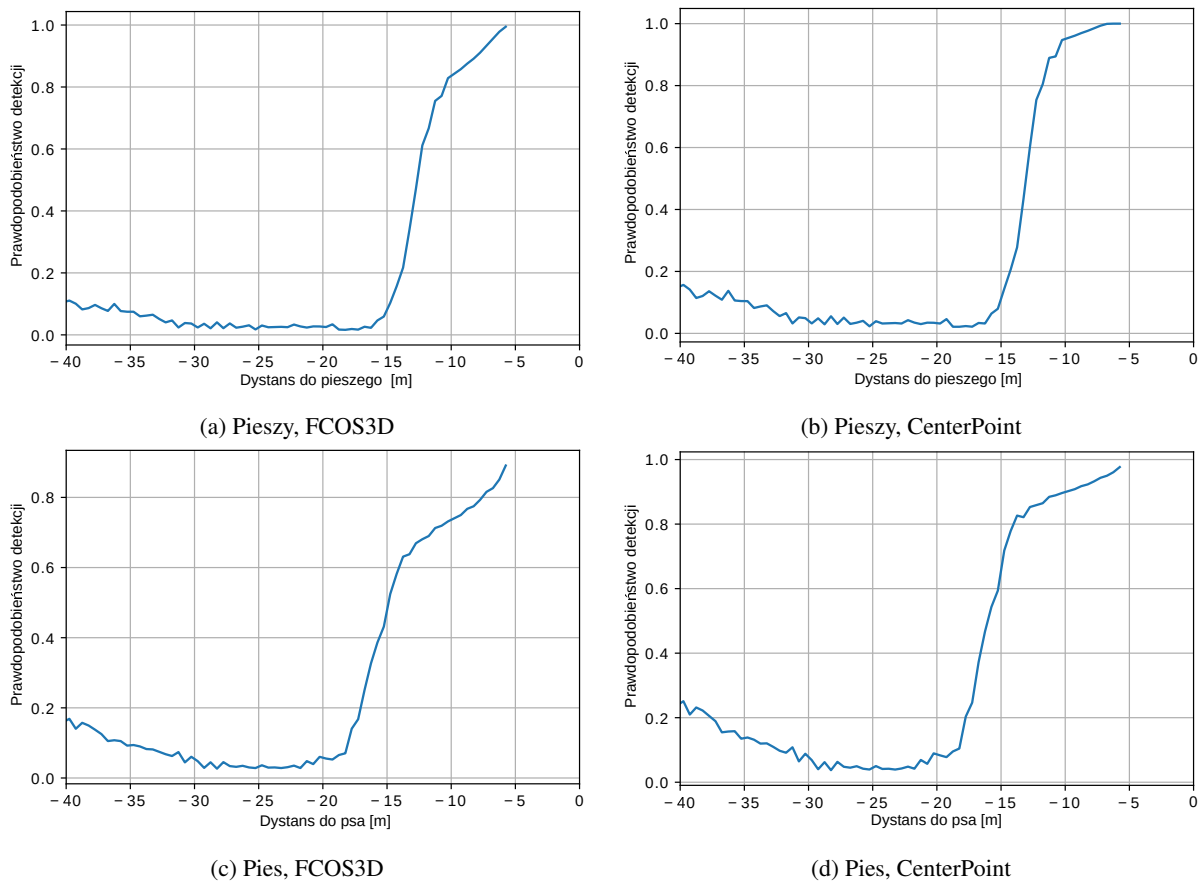 1.0
0.8
0.6
0.4
0.2
0.0
Prawdopodobieństwo detekcji
−40 −35 −30 −25 −20 −15 −10 −5 0
Dystans do pieszego [m]
(a) Pieszy, FCOS3D
1.0
0.8
0.6
0.4
0.2
0.0
Prawdopodobieństwo detekcji
−40 −35 −30 −25 −20 −15 −10 −5 0
Dystans do pieszego [m]
(b) Pieszy, CenterPoint
0.8
0.6
0.4
0.2
0.0
Prawdopodobieństwo detekcji
−40 −35 −30 −25 −20 −15 −10 −5 0
Dystans do psa [m]
(c) Pies, FCOS3D
1.0
0.8
0.6
0.4
0.2
0.0
Prawdopodobieństwo detekcji
−40 −35 −30 −25 −20 −15 −10 −5 0
Dystans do psa [m]
(d) Pies, CenterPoint